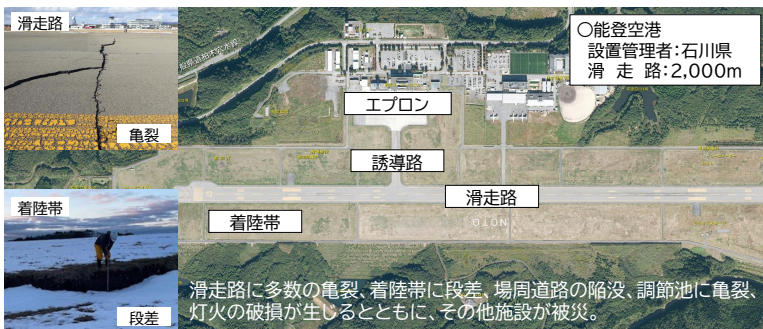 滑走路
亀裂
着陸帯
段差
〇能登空港
設置管理者：石川県
滑 走 路：2,000m
エプロン
誘導路
滑走路
着陸帯
NOTO
滑走路に多数の亀裂、着陸帯に段差、場周道路の陥没、調節池に亀裂、
灯火の破損が生じるとともに、その他施設が被災。